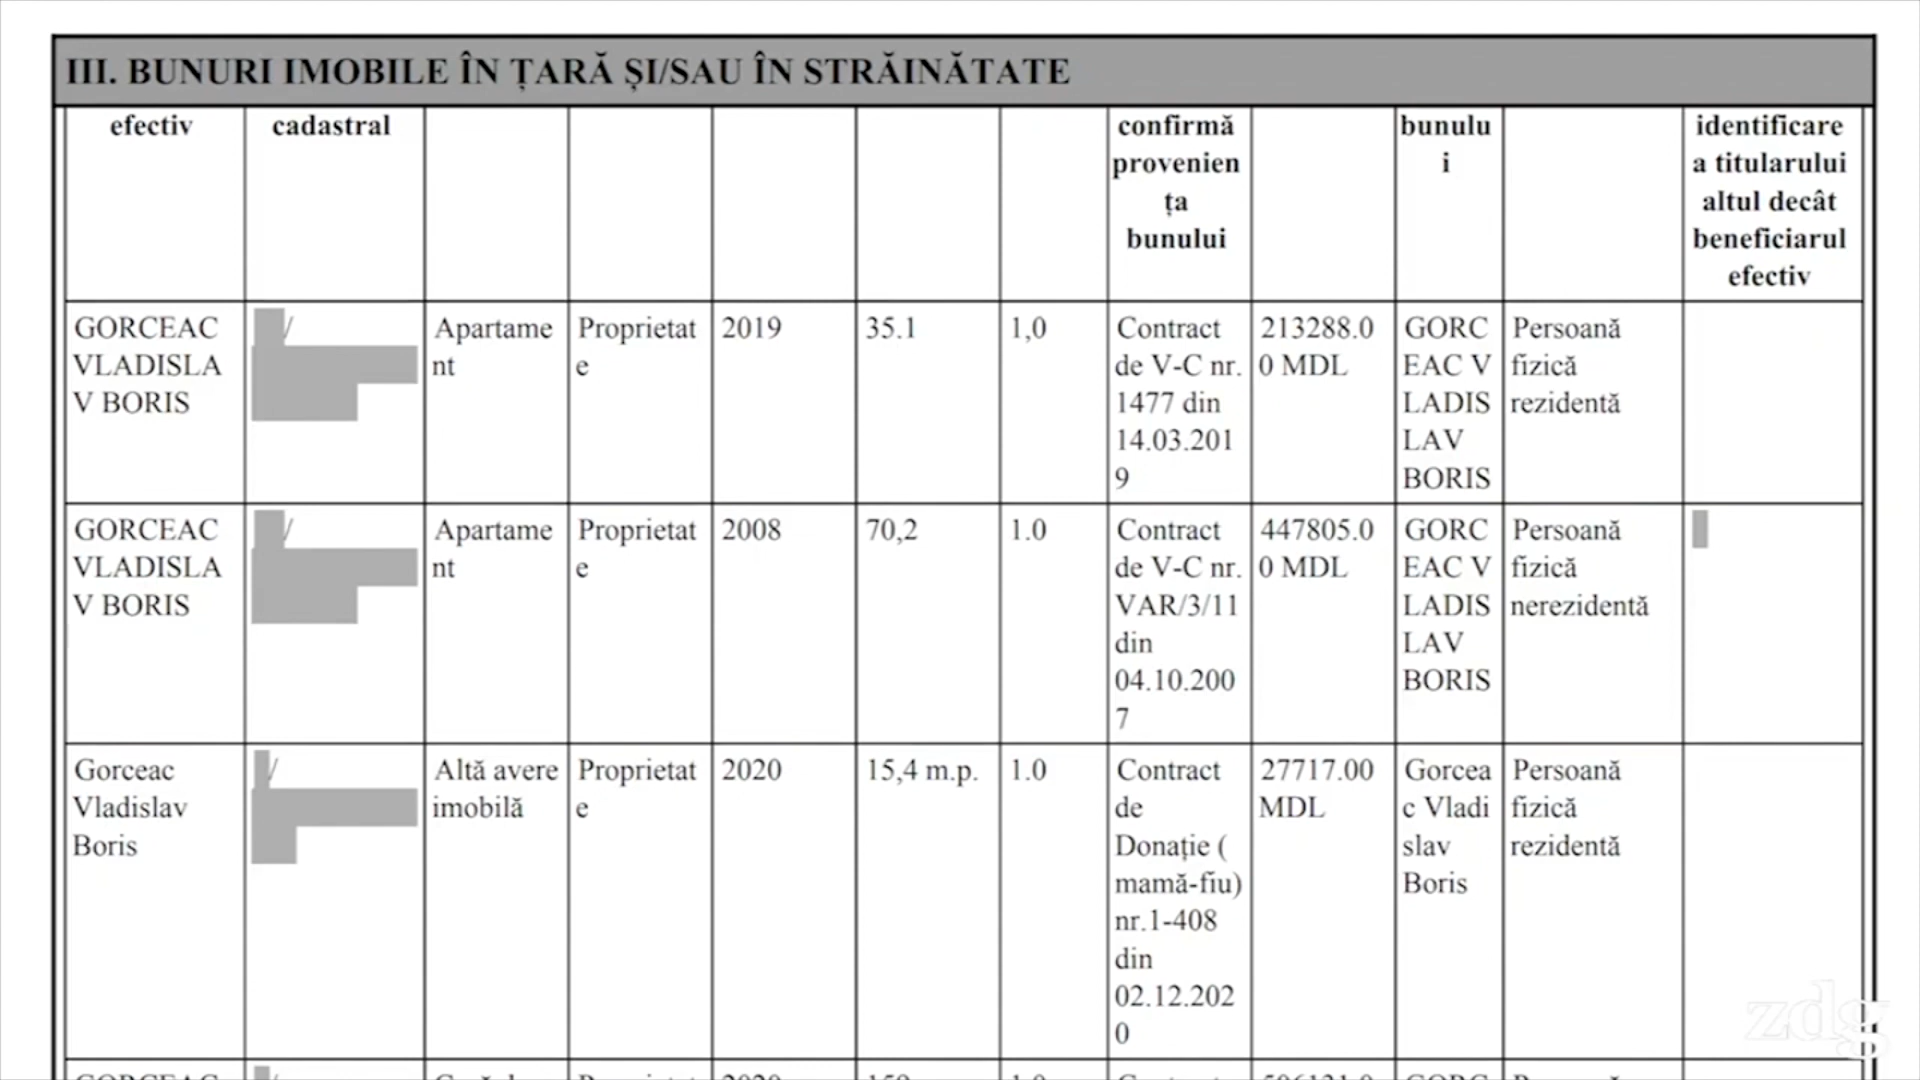 III. BUNURI IMOBILE ÎN ȚARĂ ȘI/SAU ÎN STRĂINĂTATE
efectiv
cadastral
confirmă
provenien
ța
bunului
bunulu
i
identificare
a titularului
altul decât
beneficiarul
efectiv
GORCEAC
VLADISLA
V BORIS
/
Apartame
nt
Proprietat
e
2019
35.1
1,0
Contract
de V-C nr.
1477 din
14.03.201
9
213288.0
0 MDL
GORC
EAC V
LADIS
LAV
BORIS
Persoană
fizică
rezidentă
GORCEAC
VLADISLA
V BORIS
/
Apartame
nt
Proprietat
e
2008
70,2
1.0
Contract
de V-C nr.
VAR/3/11
din
04.10.200
7
447805.0
0 MDL
GORC
EAC V
LADIS
LAV
BORIS
Persoană
fizică
nerezidentă
Gorceac
Vladislav
Boris
/
Altă avere
imobilă
Proprietat
e
2020
15,4 m.p.
1.0
Contract
de
Donație (
mamă-fiu)
nr.1-408
din
02.12.202
0
27717.00
MDL
Gorcea
c Vladi
slav
Boris
Persoană
fizică
rezidentă
zdg